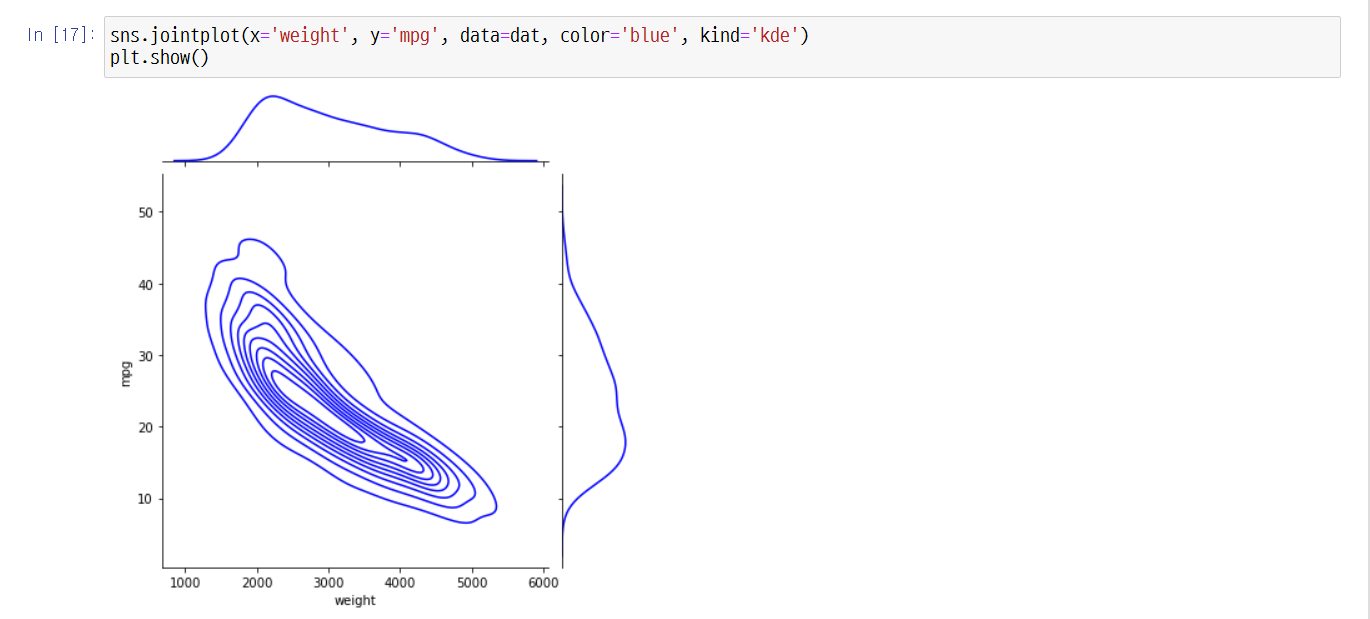 In [17]: sns.jointplot(x='weight', y='mpg', data=dat, color='blue', kind='kde')
plt.show()
50
40
30
20
10
mpg
1000 2000 3000 4000 5000 6000
weight